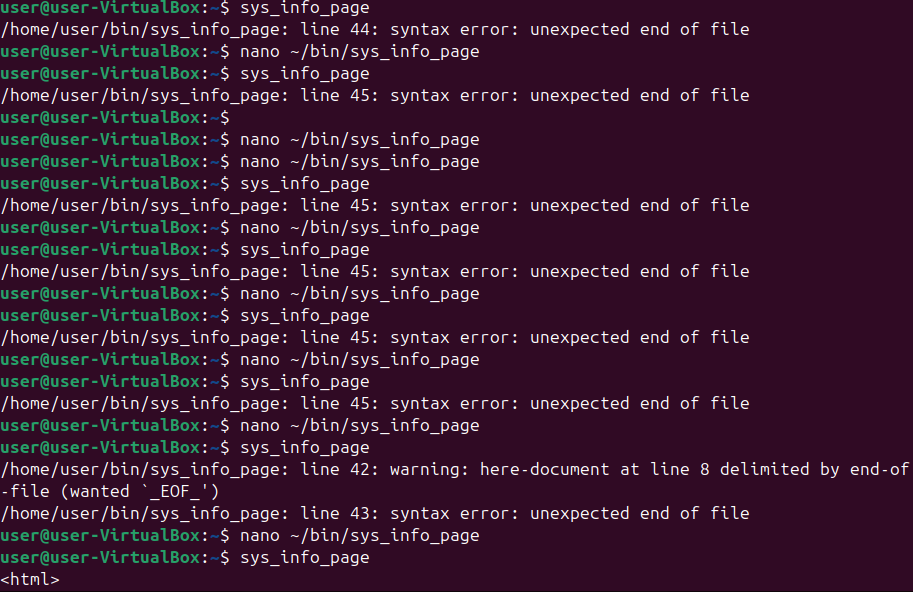 user@user-VirtualBox:~$ sys_info_page
/home/user/bin/sys_info_page: line 44: syntax error: unexpected end of file
user@user-VirtualBox:~$ nano ~/bin/sys_info_page
user@user-VirtualBox:~$ sys_info_page
/home/user/bin/sys_info_page: line 45: syntax error: unexpected end of file
user@user-VirtualBox:~$
user@user-VirtualBox:~$ nano ~/bin/sys_info_page
user@user-VirtualBox:~$ nano ~/bin/sys_info_page
user@user-VirtualBox:~$ sys_info_page
/home/user/bin/sys_info_page: line 45: syntax error: unexpected end of file
user@user-VirtualBox:~$ nano ~/bin/sys_info_page
user@user-VirtualBox:~$ sys_info_page
/home/user/bin/sys_info_page: line 45: syntax error: unexpected end of file
user@user-VirtualBox:~$ nano ~/bin/sys_info_page
user@user-VirtualBox:~$ sys_info_page
/home/user/bin/sys_info_page: line 45: syntax error: unexpected end of file
user@user-VirtualBox:~$ nano ~/bin/sys_info_page
user@user-VirtualBox:~$ sys_info_page
/home/user/bin/sys_info_page: line 45: syntax error: unexpected end of file
user@user-VirtualBox:~$ nano ~/bin/sys_info_page
user@user-VirtualBox:~$ sys_info_page
/home/user/bin/sys_info_page: line 42: warning: here-document at line 8 delimited by end-of
-file (wanted `_EOF_')
/home/user/bin/sys_info_page: line 43: syntax error: unexpected end of file
user@user-VirtualBox:~$ nano ~/bin/sys_info_page
user@user-VirtualBox:~$ sys_info_page
<html>